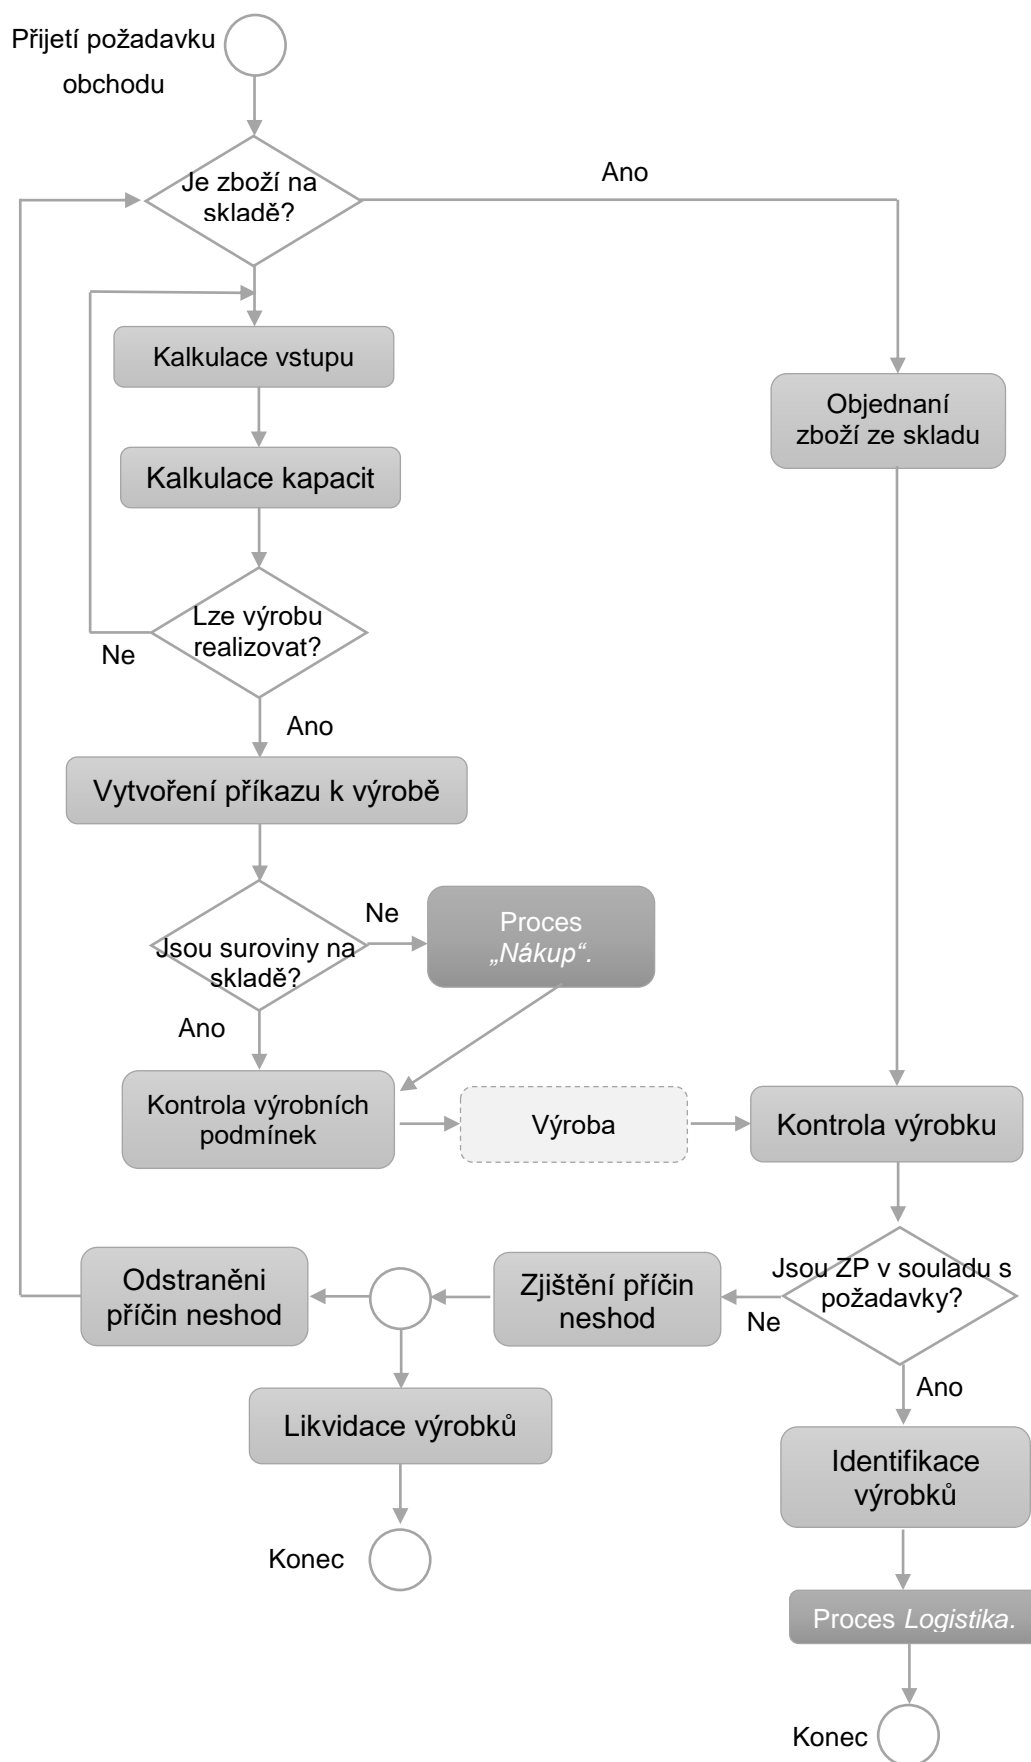 Přijetí požadavku
obchodu
Je zboží na
skladě?
Ano
Kalkulace vstupu
Objednaní
zboží ze skladu
Kalkulace kapacit
Lze výrobu
realizovat?
Ne
Ano
Vytvoření příkazu k výrobě
Ne
Proces
„Nákup“.
Jsou suroviny na
skladě?
Ano
Kontrola výrobních
podmínek
Výroba
Kontrola výrobku
Jsou ZP v souladu s
požadavky?
Ne
Zjištění příčin
neshod
Odstraněni
příčin neshod
Ano
Likvidace výrobků
Identifikace
výrobků
Konec
Proces Logistika.
Konec